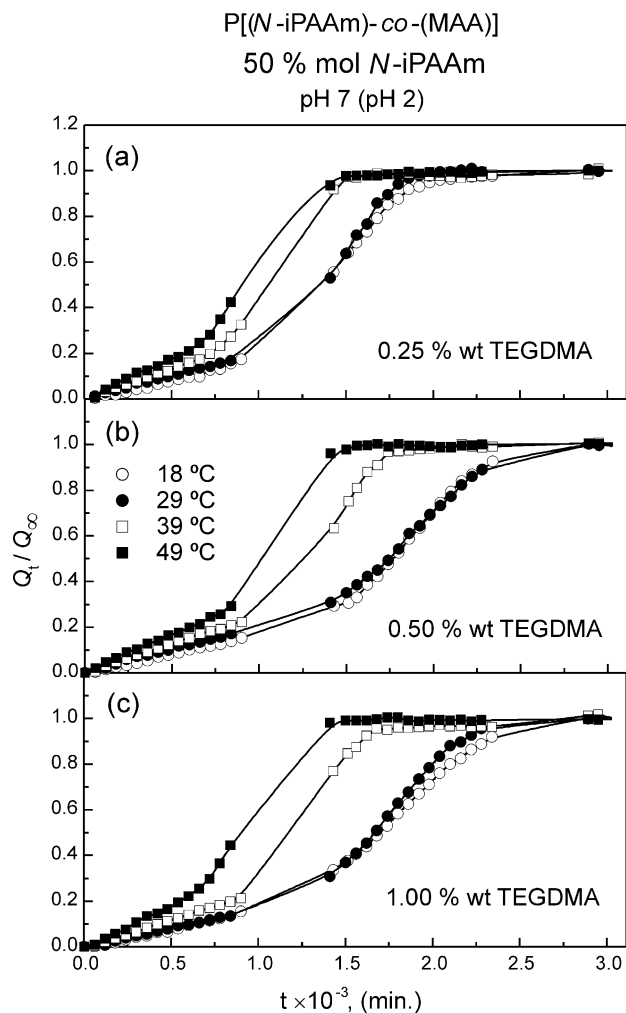 P[(N-iPAAm)-co-(MAA)]
50 % mol N-iPAAm
pH 7 (pH 2)
1.2
(a)
1.0
0.8
0.6
0.4
0.2
0.0
0.25 % wt TEGDMA
(b)
1.0
0.8
0.6
0.4
0.2
0.0
18 ºC
29 ºC
39 ºC
49 ºC
0.50 % wt TEGDMA
Qt / Q∞
(c)
1.0
0.8
0.6
0.4
0.2
0.0
1.00 % wt TEGDMA
0.0 0.5 1.0 1.5 2.0 2.5 3.0
t ×10⁻³, (min.)